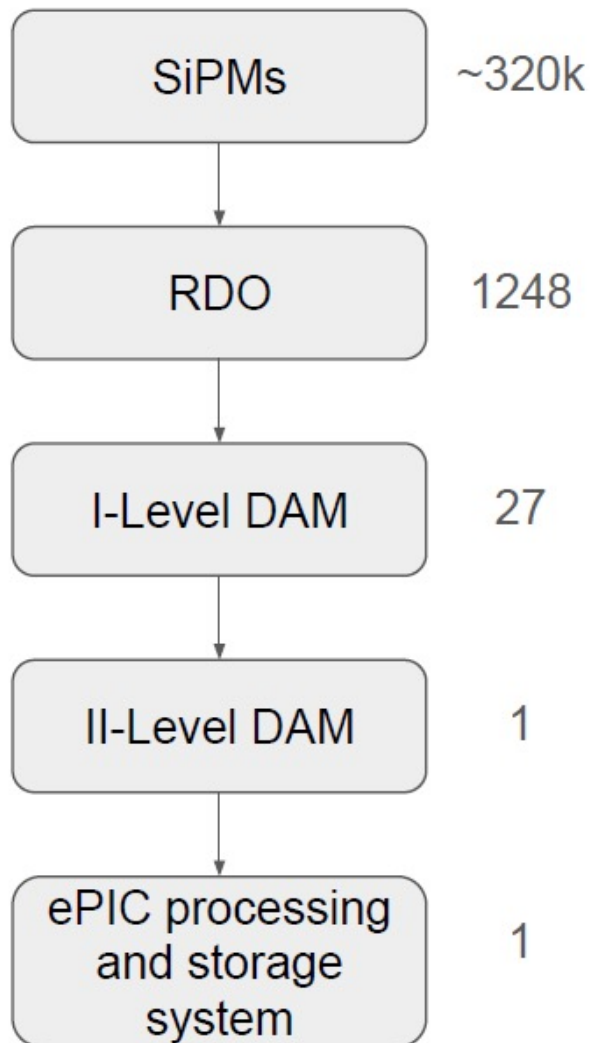 SiPMs
~320k
RDO
1248
I-Level DAM
27
II-Level DAM
1
ePIC processing
and storage
system
1